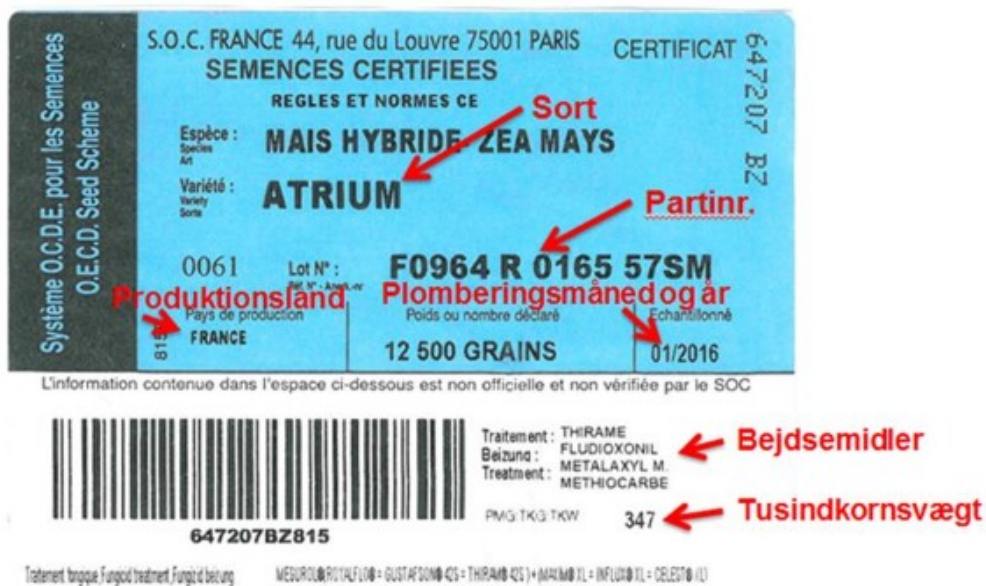 Système O.C.D.E. pour les Semences
O.E.C.D. Seed Scheme
S.O.C. FRANCE 44, rue du Louvre 75001 PARIS
CERTIFICAT
647207 BZ
SEMENCES CERTIFIEES
REGLES ET NORMES CE
Sort
Espèce :
Species
Art
MAIS HYBRIDE- ZEA MAYS
Variété :
Variety
Sorte
ATRIUM
Partinr.
0061
Lot N° :
F0964 R 0165 57SM
Produktionsland
Plomberingsmåned og år
Pays de production
Poids ou nombre déclaré
Echantillonné
815
FRANCE
12 500 GRAINS
01/2016
L'information contenue dans l'espace ci-dessous est non officielle et non vérifiée par le SOC
Traitement : THIRAME
Beizung : FLUDIOXONIL
Treatment : METALAXYL M.
METHIOCARBE
Bejdsemidler
PMG TKG TKW 347
Tusindkornsvægt
647207BZ815
Traitement fongique, Fungicid treatment, Fungizid beizung